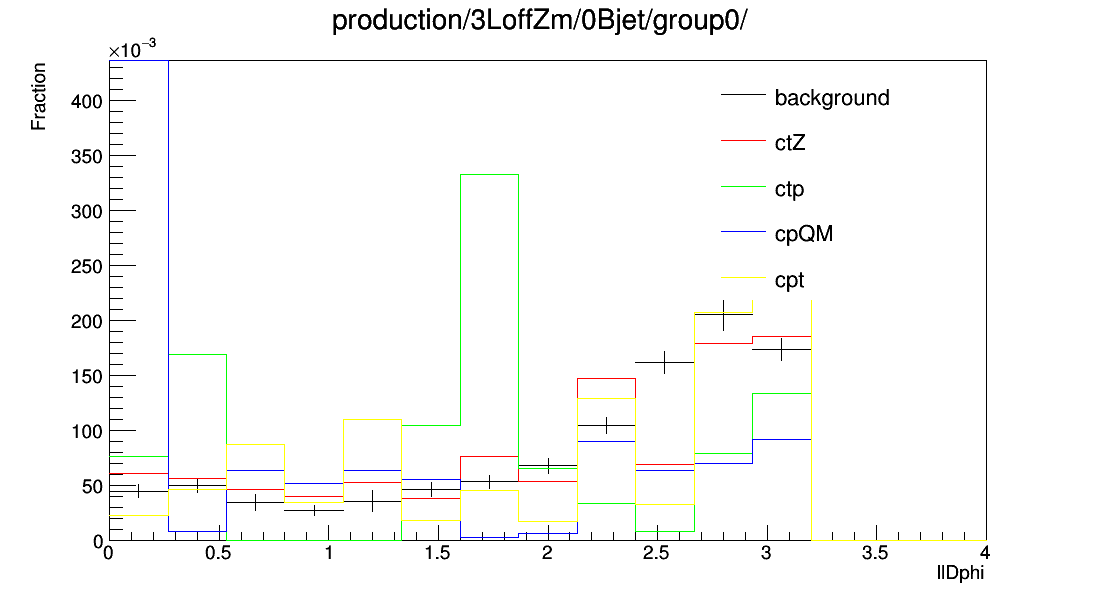 production/3LoffZm/0Bjet/group0/
×10−3
Fraction
400
350
300
250
200
150
100
50
0
background
ctZ
ctp
cpQM
cpt
0 0.5 1 1.5 2 2.5 3 3.5 4
llDphi